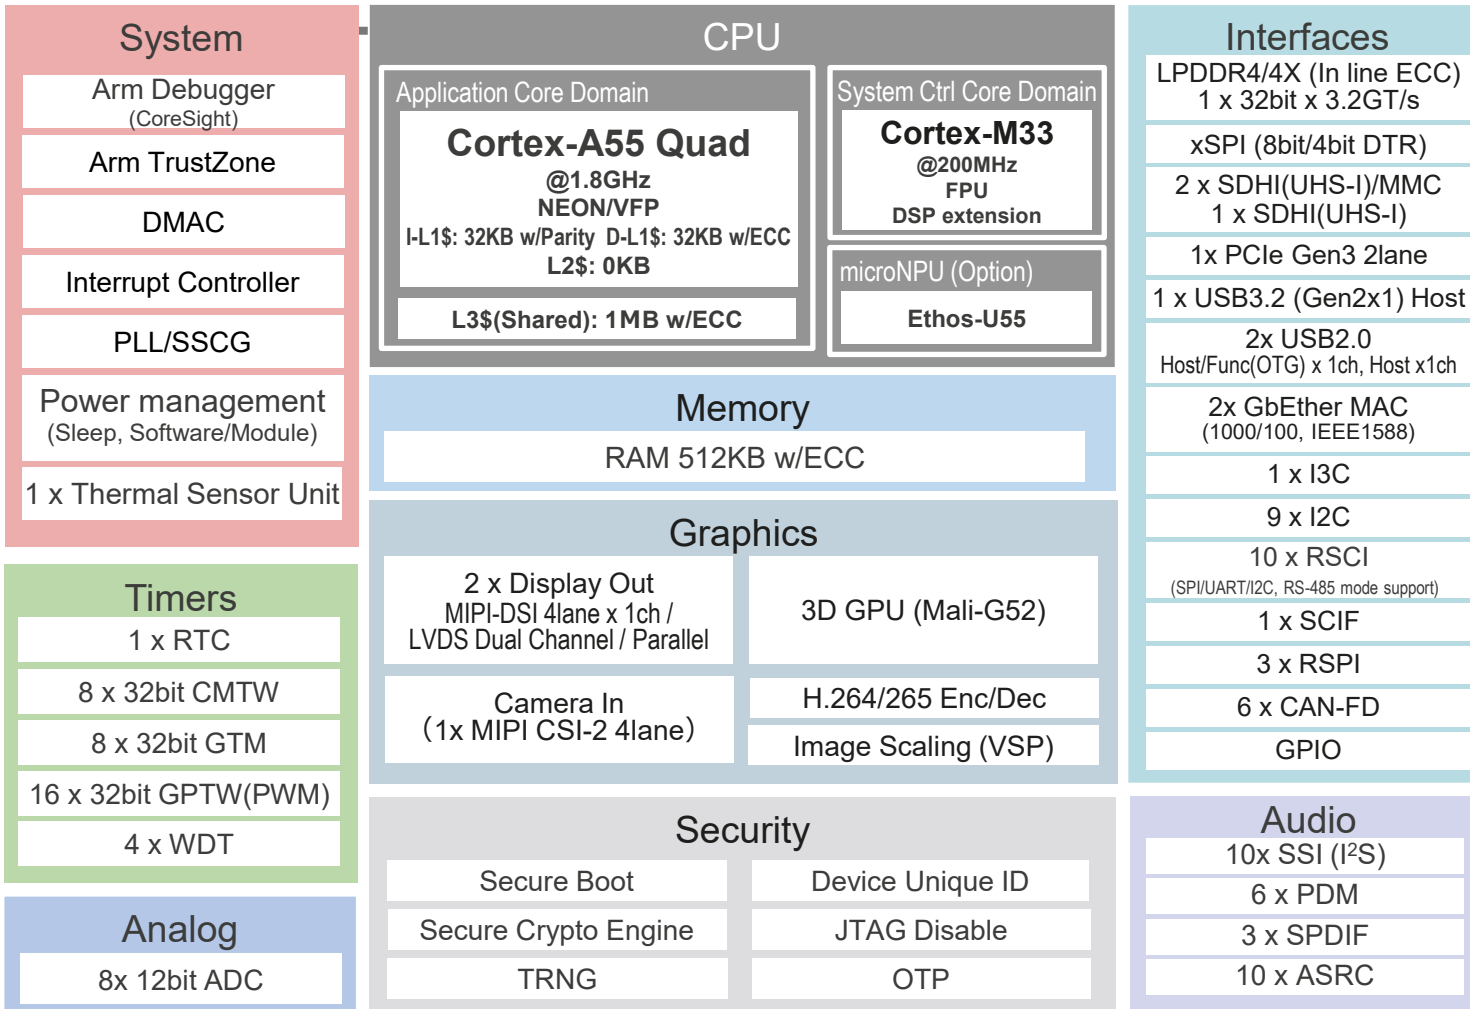 System
Arm Debugger
(CoreSight)
Arm TrustZone
DMAC
Interrupt Controller
PLL/SSCG
Power management
(Sleep, Software/Module)
1 x Thermal Sensor Unit
Timers
1 x RTC
8 x 32bit CMTW
8 x 32bit GTM
16 x 32bit GPTW(PWM)
4 x WDT
Analog
8x 12bit ADC
CPU
Application Core Domain
Cortex-A55 Quad
@1.8GHz
NEON/VFP
I-L1$: 32KB w/Parity D-L1$: 32KB w/ECC
L2$: 0KB
L3$(Shared): 1MB w/ECC
System Ctrl Core Domain
Cortex-M33
@200MHz
FPU
DSP extension
microNPU (Option)
Ethos-U55
Memory
RAM 512KB w/ECC
Graphics
2 x Display Out
MIPI-DSI 4lane x 1ch /
LVDS Dual Channel / Parallel
3D GPU (Mali-G52)
Camera In
（1x MIPI CSI-2 4lane）
H.264/265 Enc/Dec
Image Scaling (VSP)
Security
Secure Boot
Device Unique ID
Secure Crypto Engine
JTAG Disable
TRNG
OTP
Interfaces
LPDDR4/4X (In line ECC)
1 x 32bit x 3.2GT/s
xSPI (8bit/4bit DTR)
2 x SDHI(UHS-I)/MMC
1 x SDHI(UHS-I)
1x PCIe Gen3 2lane
1 x USB3.2 (Gen2x1) Host
2x USB2.0
Host/Func(OTG) x 1ch, Host x1ch
2x GbEther MAC
(1000/100, IEEE1588)
1 x I3C
9 x I2C
10 x RSCI
(SPI/UART/I2C, RS-485 mode support)
1 x SCIF
3 x RSPI
6 x CAN-FD
GPIO
Audio
10x SSI (I²S)
6 x PDM
3 x SPDIF
10 x ASRC